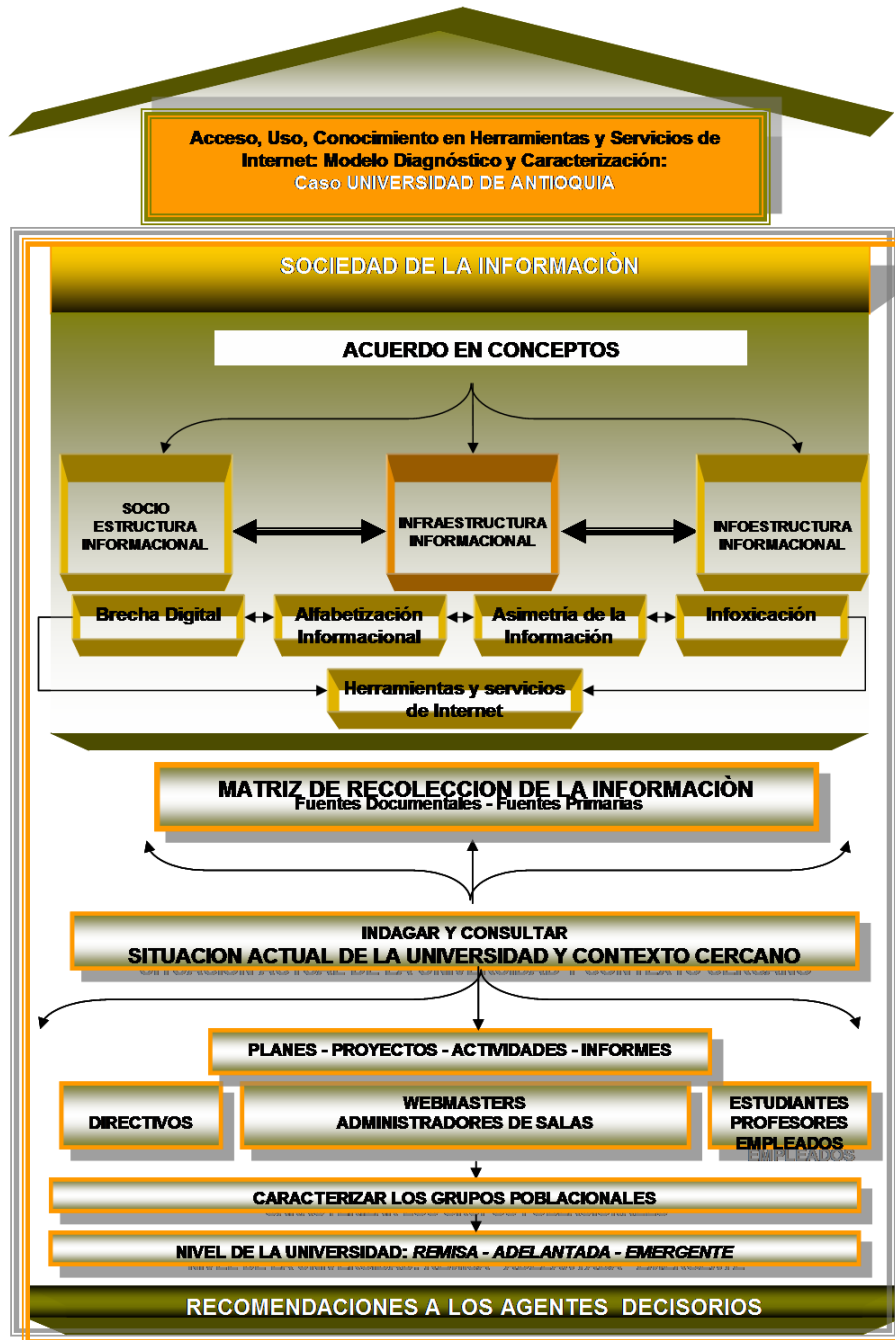 Acceso, Uso, Conocimiento en Herramientas y Servicios de
Internet: Modelo Diagnóstico y Caracterización:
Caso UNIVERSIDAD DE ANTIOQUIA
SOCIEDAD DE LA INFORMACIÒN
ACUERDO EN CONCEPTOS
SOCIO
ESTRUCTURA
INFORMACIONAL
INFRAESTRUCTURA
INFORMACIONAL
INFOESTRUCTURA
INFORMACIONAL
Brecha Digital
Alfabetización
Informacional
Asimetría de la
Información
Infoxicación
Herramientas y servicios
de Internet
MATRIZ DE RECOLECCION DE LA INFORMACIÒN
Fuentes Documentales - Fuentes Primarias
INDAGAR Y CONSULTAR
SITUACION ACTUAL DE LA UNIVERSIDAD Y CONTEXTO CERCANO
PLANES - PROYECTOS - ACTIVIDADES - INFORMES
DIRECTIVOS
WEBMASTERS
ADMINISTRADORES DE SALAS
ESTUDIANTES
PROFESORES
EMPLEADOS
CARACTERIZAR LOS GRUPOS POBLACIONALES
NIVEL DE LA UNIVERSIDAD: REMISA - ADELANTADA - EMERGENTE
RECOMENDACIONES A LOS AGENTES DECISORIOS